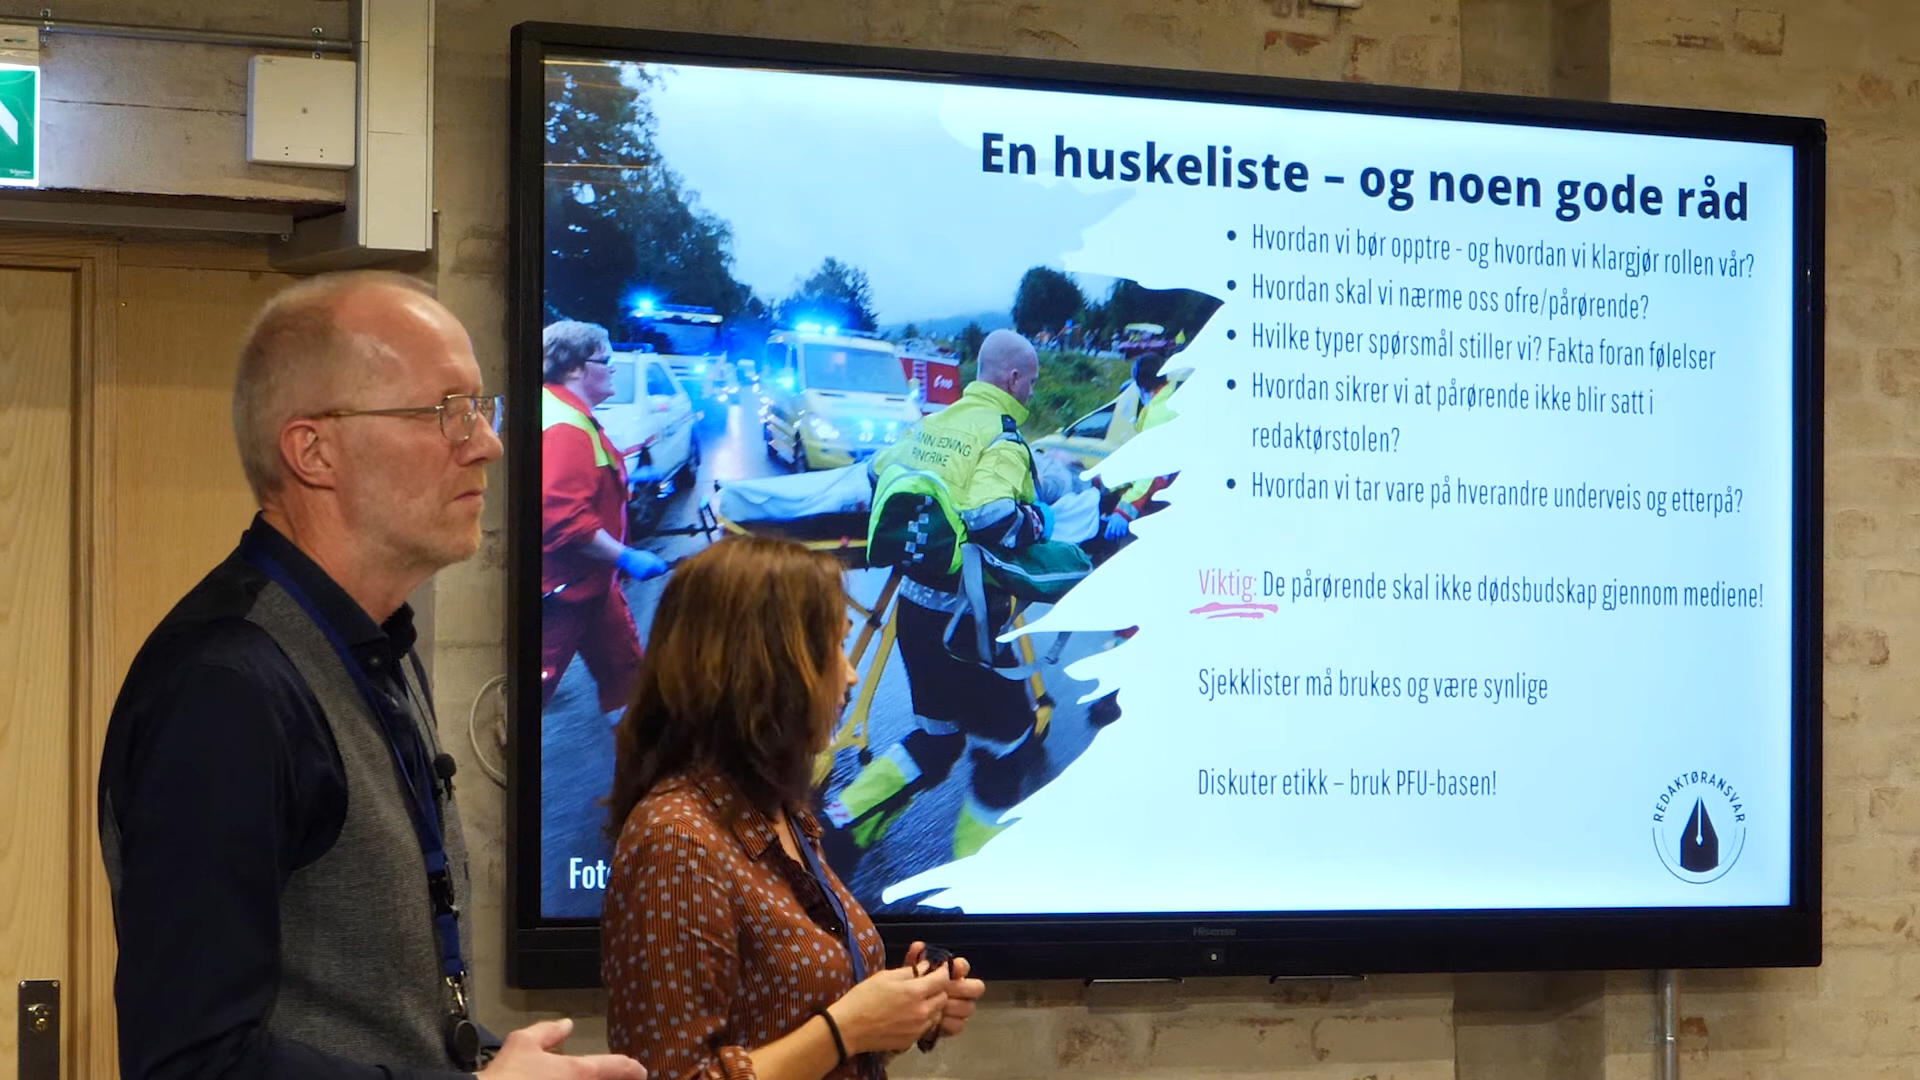 En huskeliste – og noen gode råd
• Hvordan vi bør opptre - og hvordan vi klargjør rollen vår?
• Hvordan skal vi nærme oss ofre/pårørende?
• Hvilke typer spørsmål stiller vi? Fakta foran følelser
• Hvordan sikrer vi at pårørende ikke blir satt i
redaktørstolen?
• Hvordan vi tar vare på hverandre underveis og etterpå?
Viktig: De pårørende skal ikke dødsbudskap gjennom mediene!
Sjekklister må brukes og være synlige
Diskuter etikk – bruk PFU-basen!
REDAKTØRANSVAR
RINGRIKE
Hisense